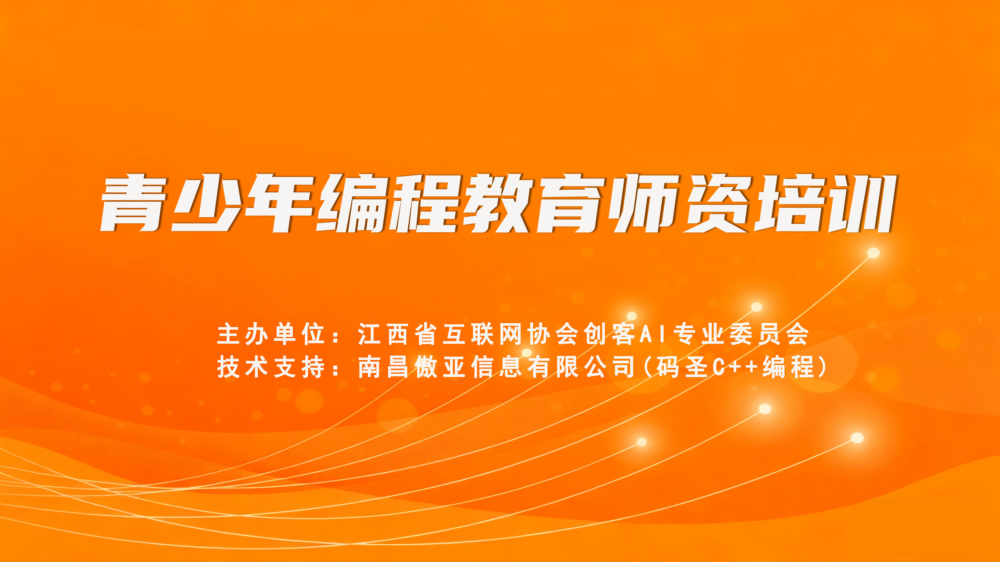 青少年编程教育师资培训
主办单位：江西省互联网协会创客AI专业委员会
技术支持：南昌傲亚信息有限公司(码圣C++编程)